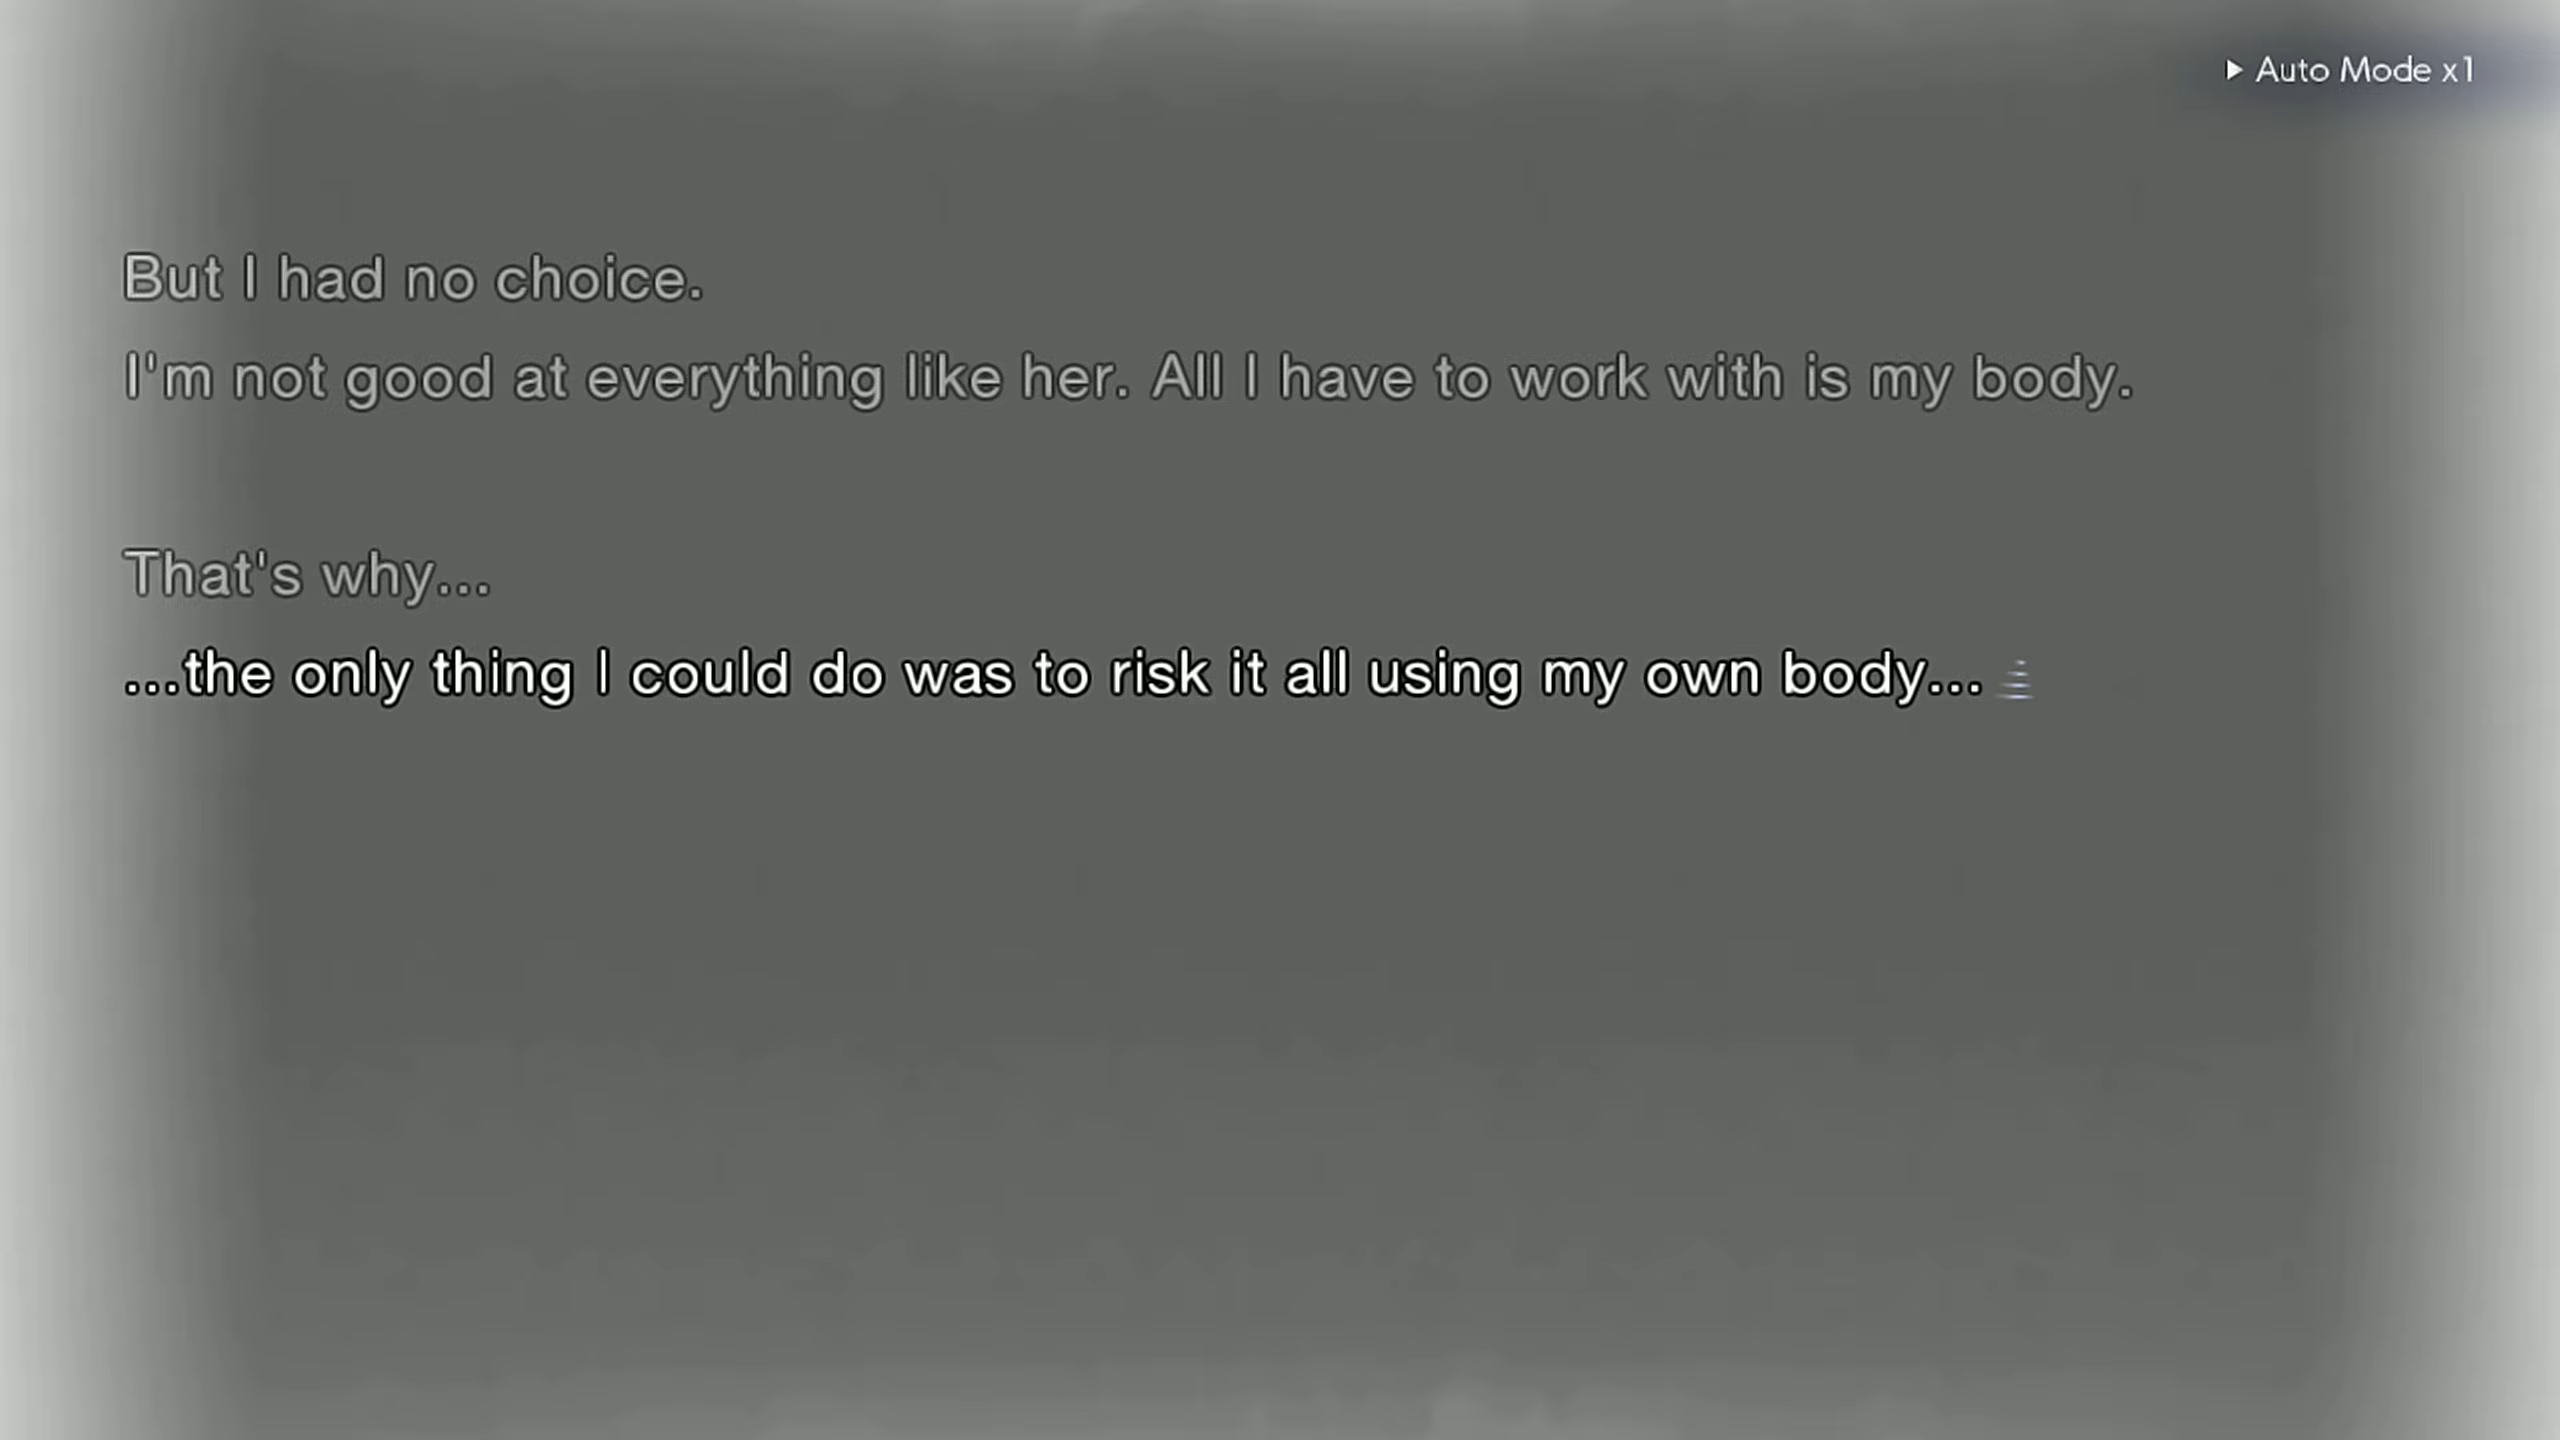 Auto Mode x1
But I had no choice.
I'm not good at everything like her. All I have to work with is my body.
That's why...
...the only thing I could do was to risk it all using my own body...